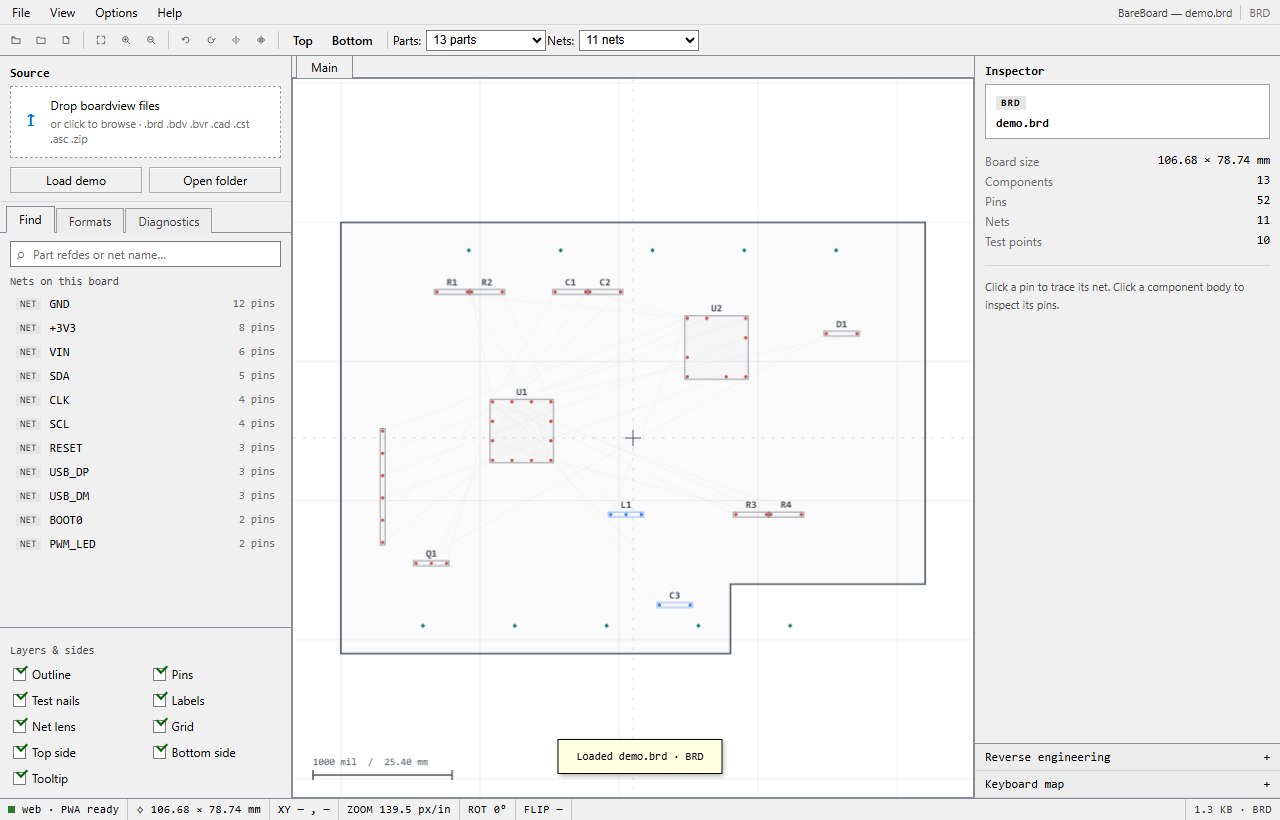 File View Options Help
BareBoard — demo.brd BRD
Top Bottom Parts: 13 parts Nets: 11 nets
Source
Drop boardview files
or click to browse · .brd .bdv .bvr .cad .cst
.asc .zip
Load demo Open folder
Find Formats Diagnostics
Part refdes or net name...
Nets on this board
NET GND 12 pins
NET +3V3 8 pins
NET VIN 6 pins
NET SDA 5 pins
NET CLK 4 pins
NET SCL 4 pins
NET RESET 3 pins
NET USB_DP 3 pins
NET USB_DM 3 pins
NET BOOT0 2 pins
NET PWM_LED 2 pins
Layers & sides
Outline Pins
Test nails Labels
Net lens Grid
Top side Bottom side
Tooltip
Main
R1 R2 C1 C2
U2
D1
U1
L1
R3 R4
Q1
C3
1000 mil / 25.40 mm
Loaded demo.brd · BRD
Inspector
BRD
demo.brd
Board size 106.68 × 78.74 mm
Components 13
Pins 52
Nets 11
Test points 10
Click a pin to trace its net. Click a component body to
inspect its pins.
Reverse engineering +
Keyboard map +
web · PWA ready ◇ 106.68 × 78.74 mm XY — , — ZOOM 139.5 px/in ROT 0° FLIP — 1.3 KB · BRD